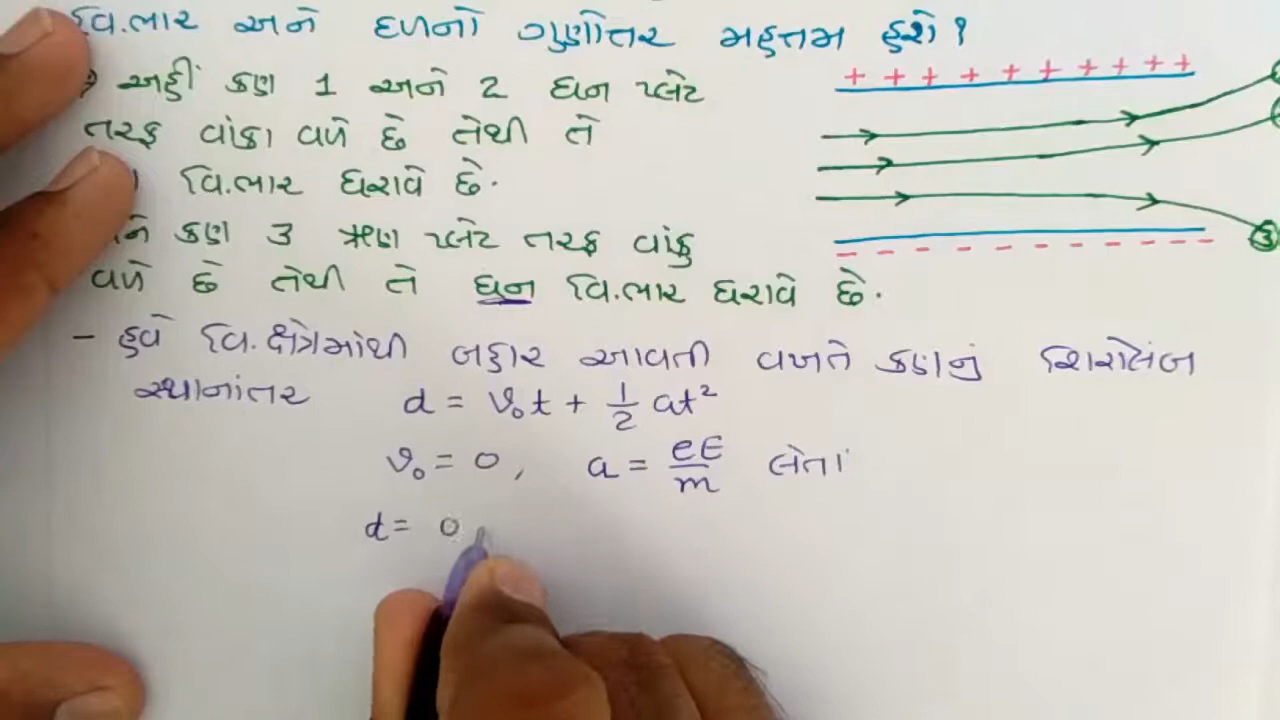 વિ.ભાર અને દળનો ગુણોત્તર મહત્તમ હશે?
અહીં કણ 1 અને 2 ધન પ્લેટ
તરફ વાંકા વળે છે તેથી તે
વિ.ભાર ધરાવે છે.
કણ 3 ઋણ પ્લેટ તરફ વાંકુ
વળે છે તેથી તે ધન વિ.ભાર ધરાવે છે.
+ + + + + + + + + +
3
- - - - - - - - - -
- હવે વિ.ક્ષેત્રમાંથી બહાર આવતી વખતે કણનું શિરોલંબ
સ્થાનાંતર d = v₀t + 1/2 at²
v₀ = 0, a = eE/m લેતાં
d = 0